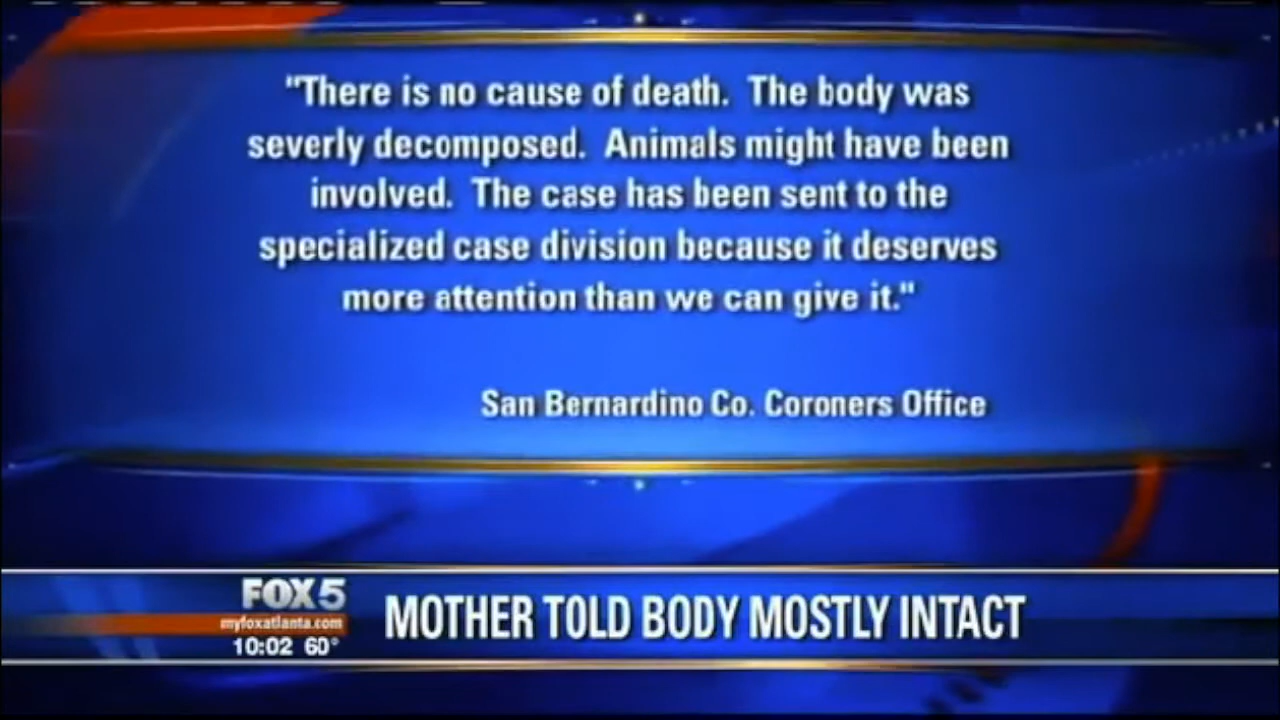 "There is no cause of death. The body was
severly decomposed. Animals might have been
involved. The case has been sent to the
specialized case division because it deserves
more attention than we can give it."
San Bernardino Co. Coroners Office
FOX 5
myfoxatlanta.com
10:02 60°
MOTHER TOLD BODY MOSTLY INTACT